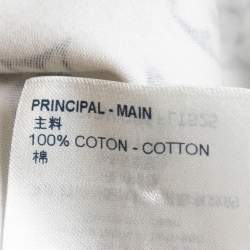 PRINCIPAL - MAIN
主料
100% COTON - COTTON
棉